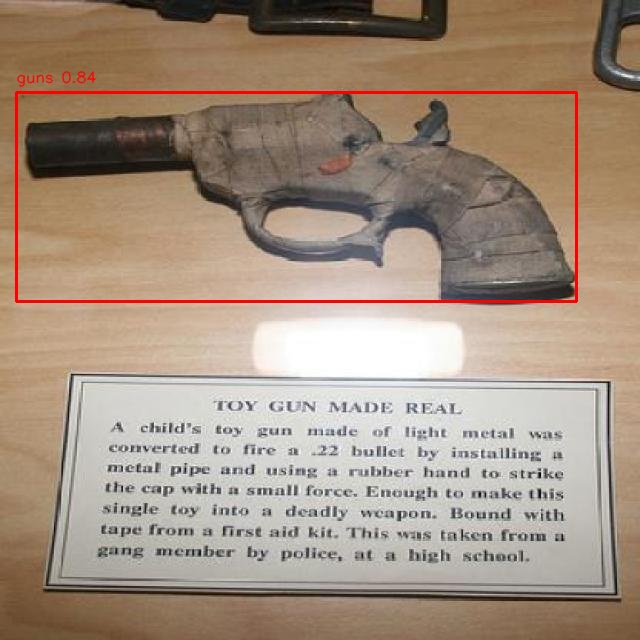 guns 0.84
TOY GUN MADE REAL
A child's toy gun made of light metal was
converted to fire a .22 bullet by installing a
metal pipe and using a rubber hand to strike
the cap with a small force. Enough to make this
single toy into a deadly weapon. Bound with
tape from a first aid kit. This was taken from a
gang member by police, at a high school.